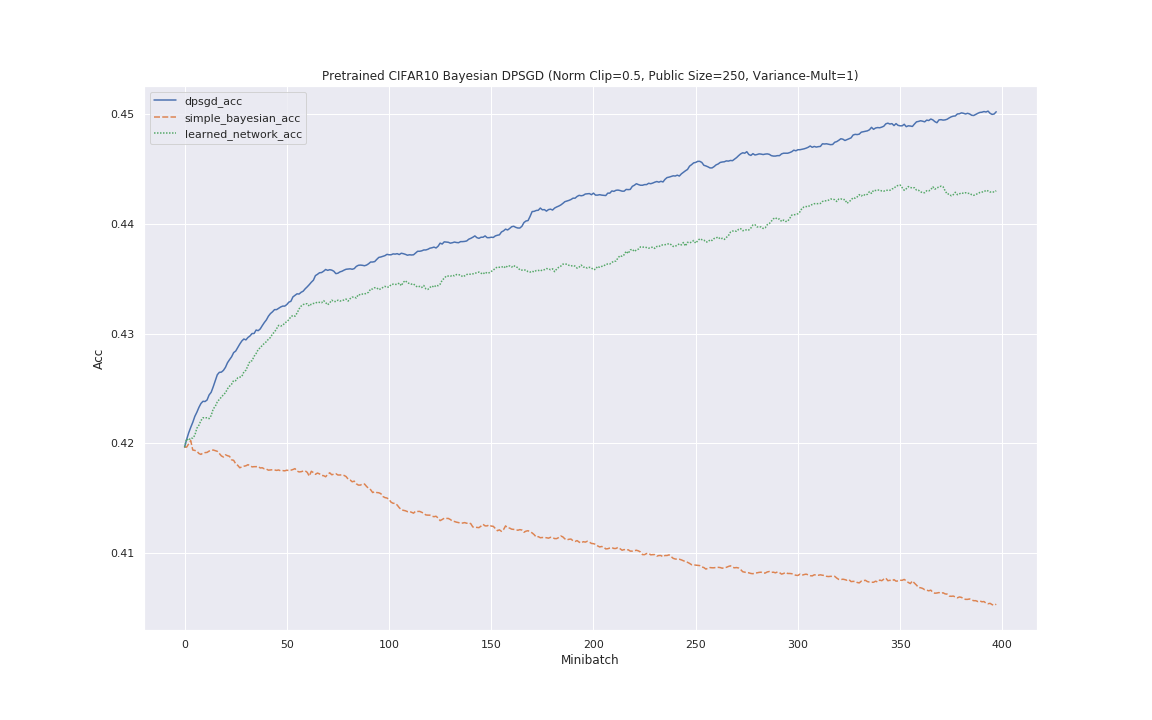 Pretrained CIFAR10 Bayesian DPSGD (Norm Clip=0.5, Public Size=250, Variance-Mult=1)
dpsgd_acc
simple_bayesian_acc
learned_network_acc
0.45
0.44
0.43
0.42
0.41
Acc
0 50 100 150 200 250 300 350 400
Minibatch